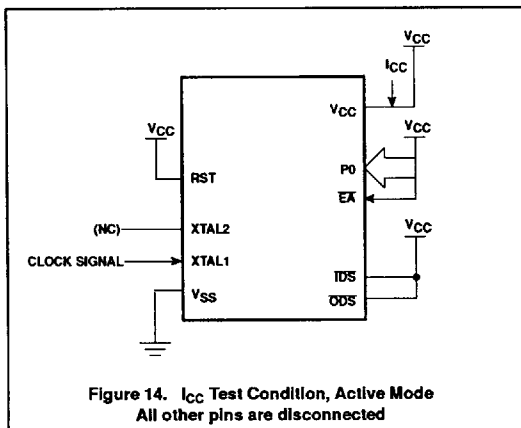 VCC
ICC
VCC
VCC
VCC
RST
P0
EA
(NC)
XTAL2
VCC
CLOCK SIGNAL
XTAL1
IDS
VSS
ODS
Figure 14. ICC Test Condition, Active Mode
All other pins are disconnected